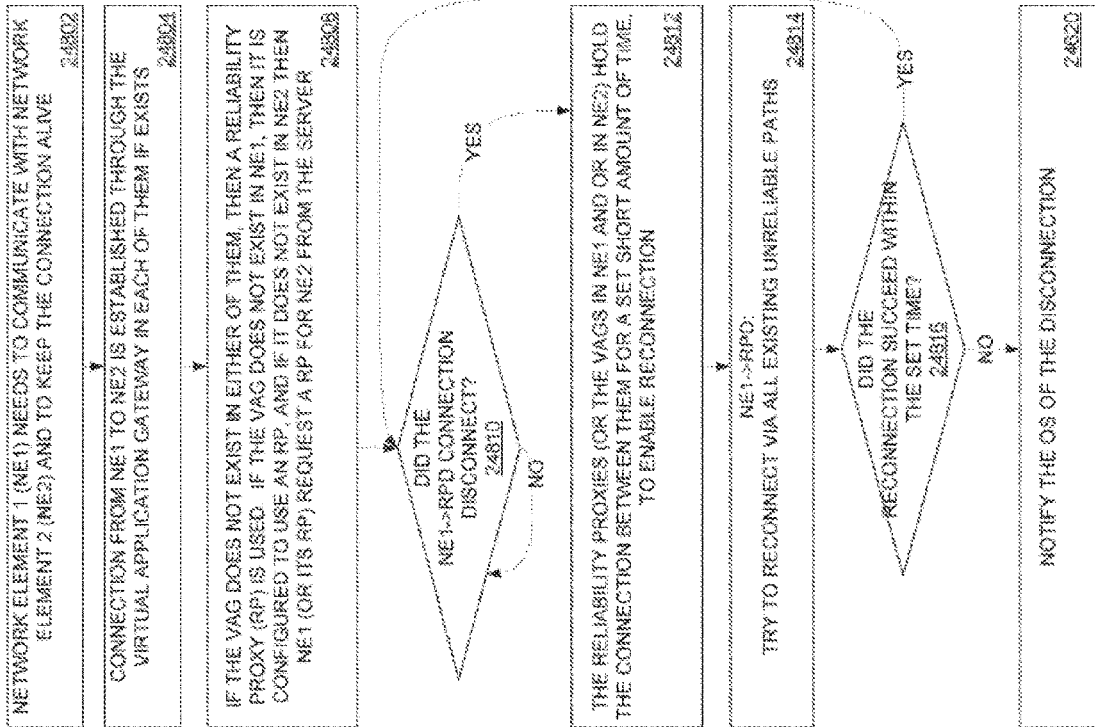 NETWORK ELEMENT 1 (NE1) NEEDS TO COMMUNICATE WITH NETWORK
ELEMENT 2 (NE2) AND TO KEEP THE CONNECTION ALIVE
24802
CONNECTION FROM NE1 TO NE2 IS ESTABLISHED THROUGH THE
VIRTUAL APPLICATION GATEWAY IN EACH OF THEM IF EXISTS
24804
IF THE VAG DOES NOT EXIST IN EITHER OF THEM, THEN A RELIABILITY
PROXY (RP) IS USED. IF THE VAG DOES NOT EXIST IN NE1, THEN IT IS
CONFIGURED TO USE AN RP, AND IF IT DOES NOT EXIST IN NE2 THEN
NE1 (OR ITS RP) REQUEST A RP FOR NE2 FROM THE SERVER
24808
DID THE
NE1->RPD CONNECTION
DISCONNECT?
24810
YES
NO
THE RELIABILITY PROXIES (OR THE VAGS IN NE1 AND OR IN NE2) HOLD
THE CONNECTION BETWEEN THEM FOR A SET SHORT AMOUNT OF TIME,
TO ENABLE RECONNECTION
24812
NE1->RPD:
TRY TO RECONNECT VIA ALL EXISTING UNRELIABLE PATHS
24814
DID THE
RECONNECTION SUCCEED WITHIN
THE SET TIME?
24816
YES
NO
NOTIFY THE OS OF THE DISCONNECTION
24820